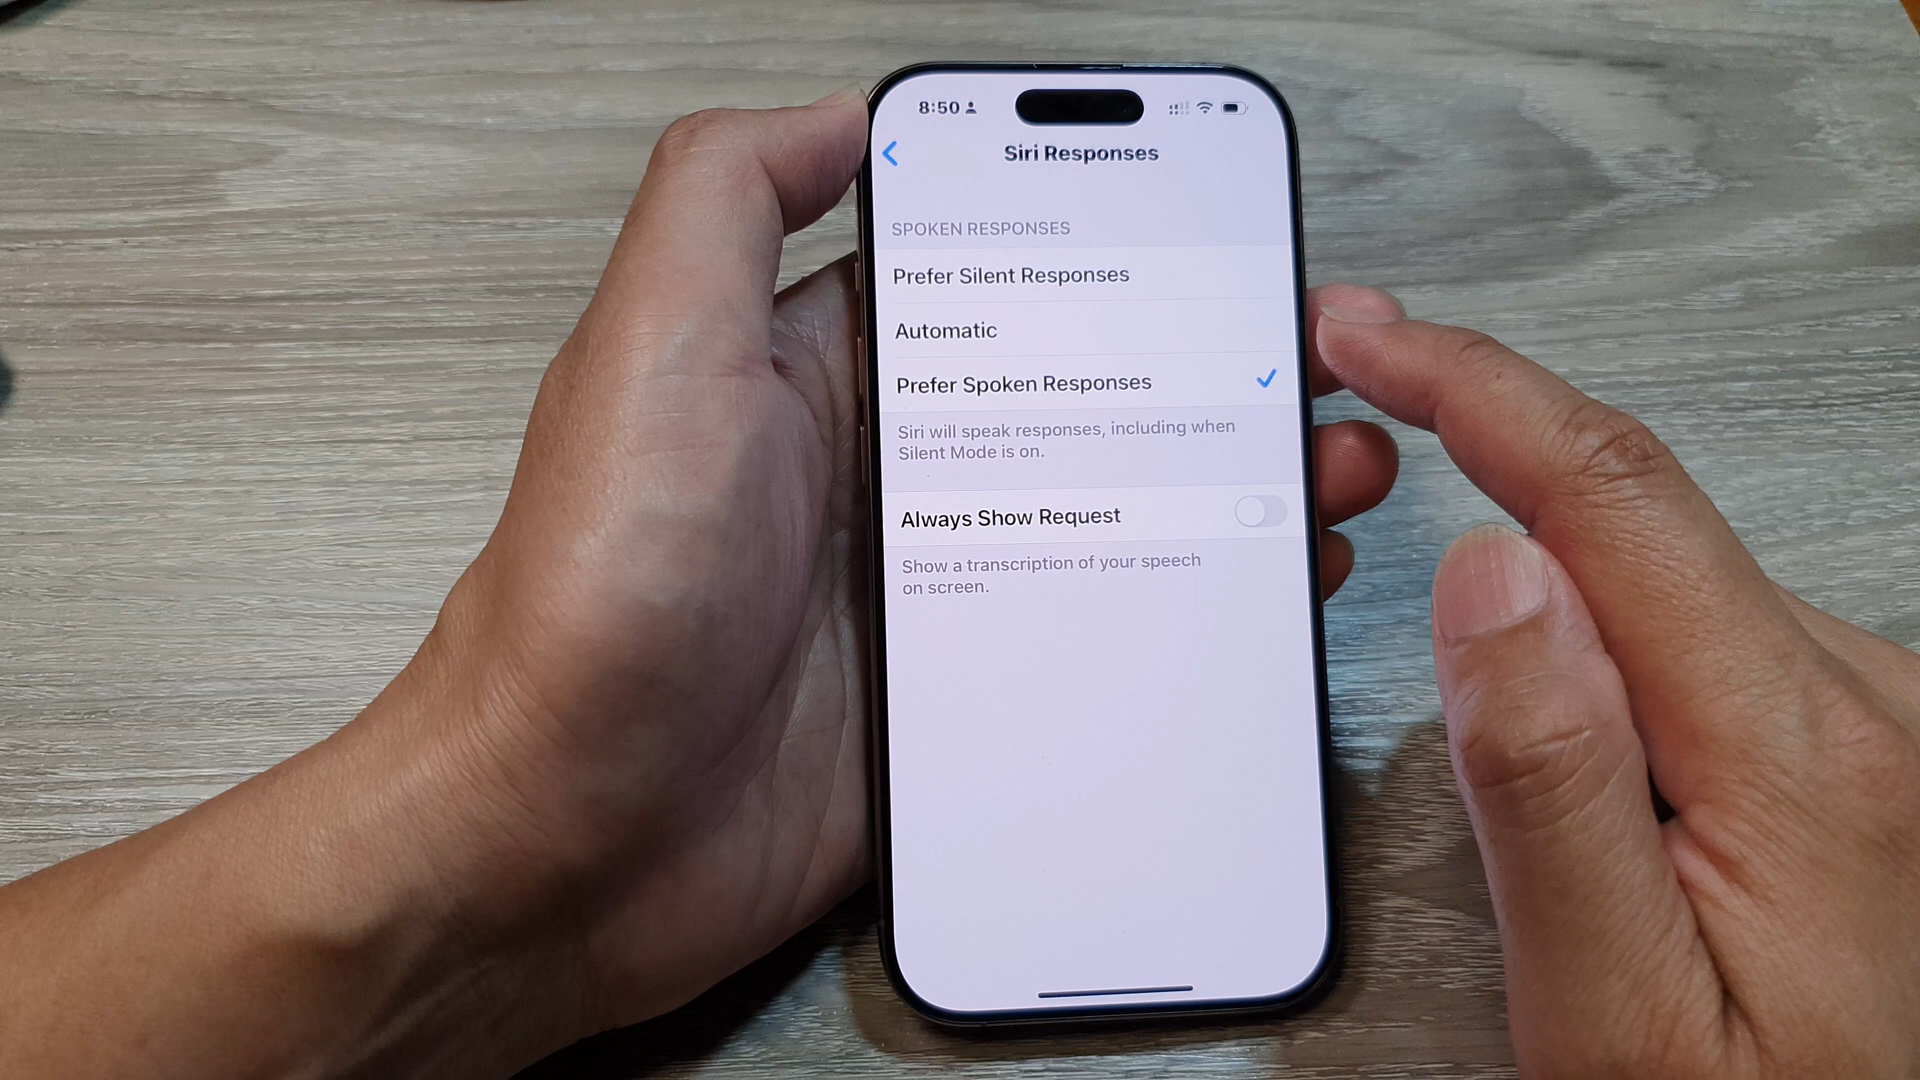 8:50
Siri Responses
SPOKEN RESPONSES
Prefer Silent Responses
Automatic
Prefer Spoken Responses
Siri will speak responses, including when
Silent Mode is on.
Always Show Request
Show a transcription of your speech
on screen.